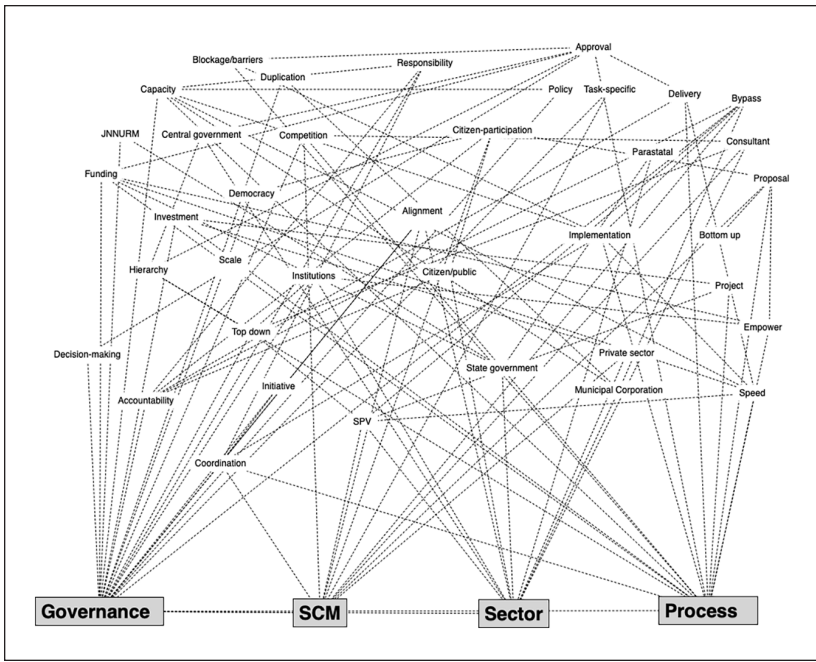 Approval
Blockage/barriers
Responsibility
Duplication
Capacity
Policy
Task-specific
Delivery
Bypass
JNNURM
Central government
Competition
Citizen-participation
Consultant
Parastatal
Funding
Proposal
Democracy
Investment
Alignment
Implementation
Bottom up
Scale
Hierarchy
Institutions
Citizen/public
Project
Top down
Empower
Decision-making
Private sector
State government
Initiative
Municipal Corporation
Speed
Accountability
SPV
Coordination
Governance
SCM
Sector
Process